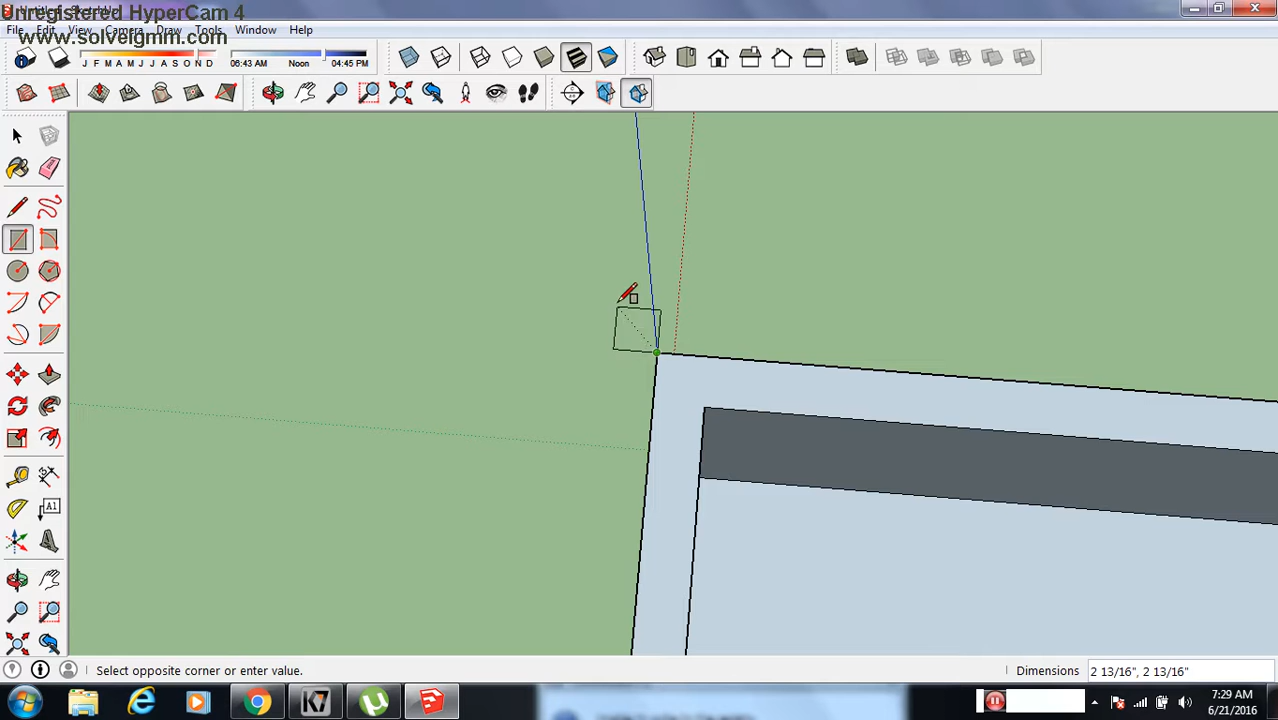 Unregistered HyperCam 4
www.solveigmm.com
File Edit View Camera Draw Tools Window Help
J F M A M J J A S O N D
06:43 AM Noon 04:45 PM
A1
A
Select opposite corner or enter value.
Dimensions 2 13/16", 2 13/16"
7:29 AM
6/21/2016